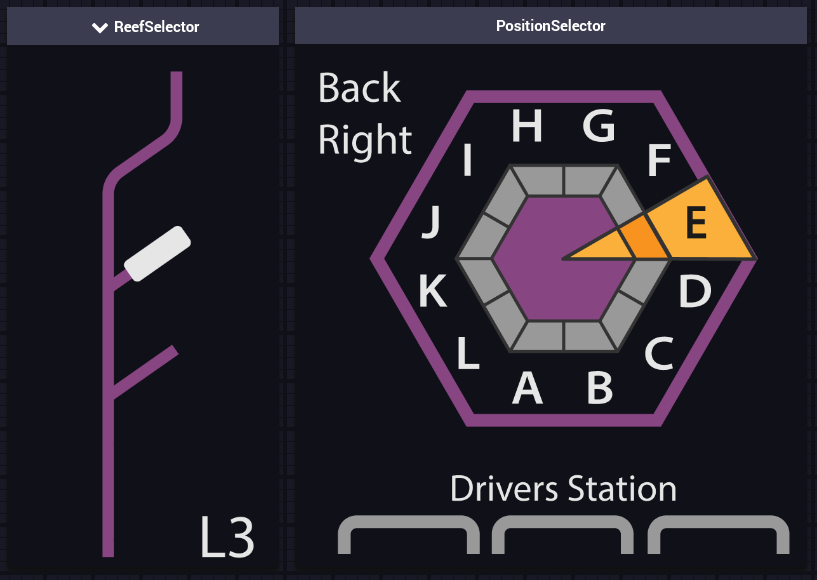 ReefSelector
L3
PositionSelector
Back
Right
H G
I F
J E
K D
L C
A B
Drivers Station